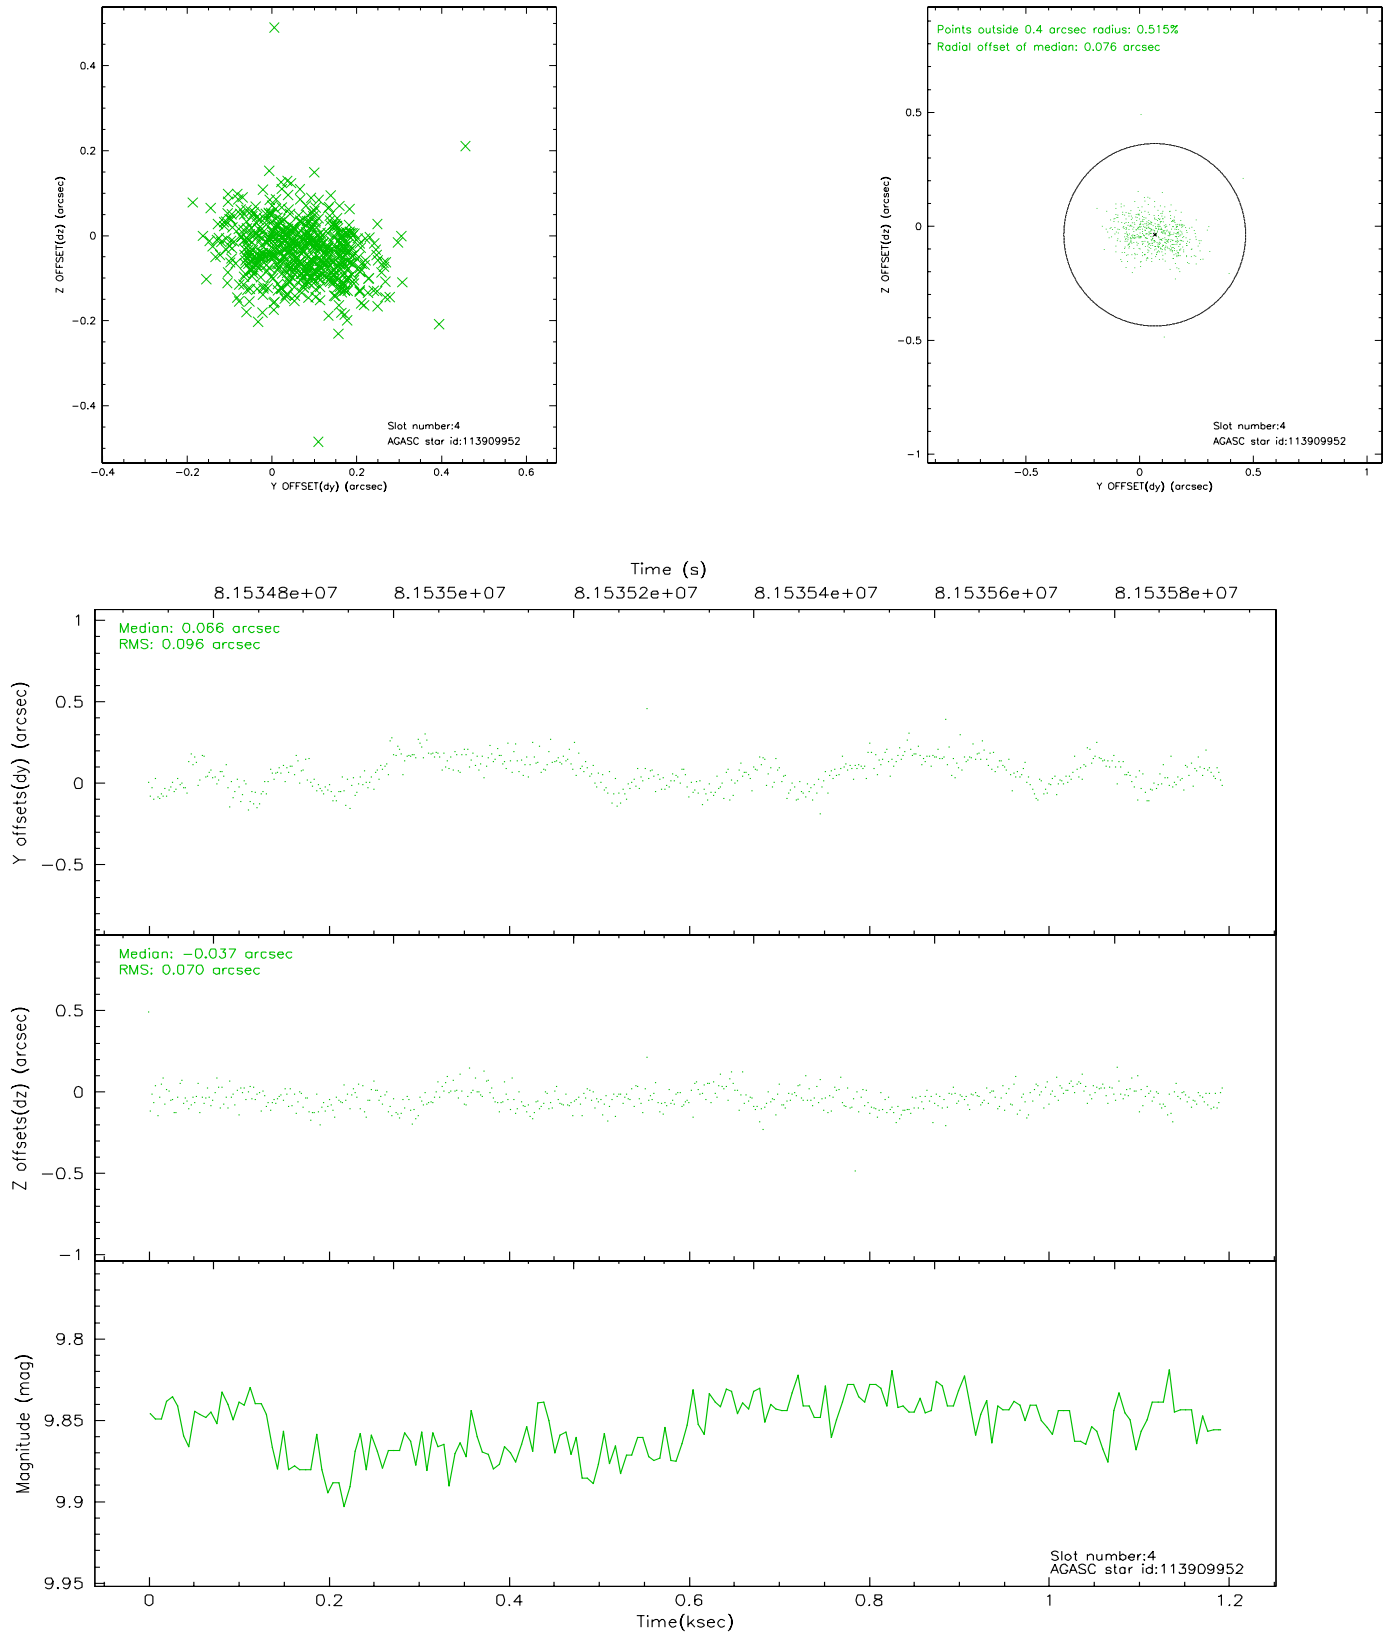 0.4
0.2
0
−0.2
−0.4
Z OFFSET(dz) (arcsec)
Slot number:4
AGASC star id:113909952
−0.4 −0.2 0 0.2 0.4 0.6
Y OFFSET(dy) (arcsec)
Points outside 0.4 arcsec radius: 0.515%
Radial offset of median: 0.076 arcsec
0.5
0
−0.5
−1
Z OFFSET(dz) (arcsec)
Slot number:4
AGASC star id:113909952
−0.5 0 0.5 1
Y OFFSET(dy) (arcsec)
Time (s)
8.15348e+07 8.1535e+07 8.15352e+07 8.15354e+07 8.15356e+07 8.15358e+07
Median: 0.066 arcsec
RMS: 0.096 arcsec
1
0.5
0
−0.5
Y offsets(dy) (arcsec)
Median: −0.037 arcsec
RMS: 0.070 arcsec
0.5
0
−0.5
−1
Z offsets(dz) (arcsec)
9.8
9.85
9.9
9.95
Magnitude (mag)
Slot number:4
AGASC star id:113909952
0 0.2 0.4 0.6 0.8 1 1.2
Time(ksec)